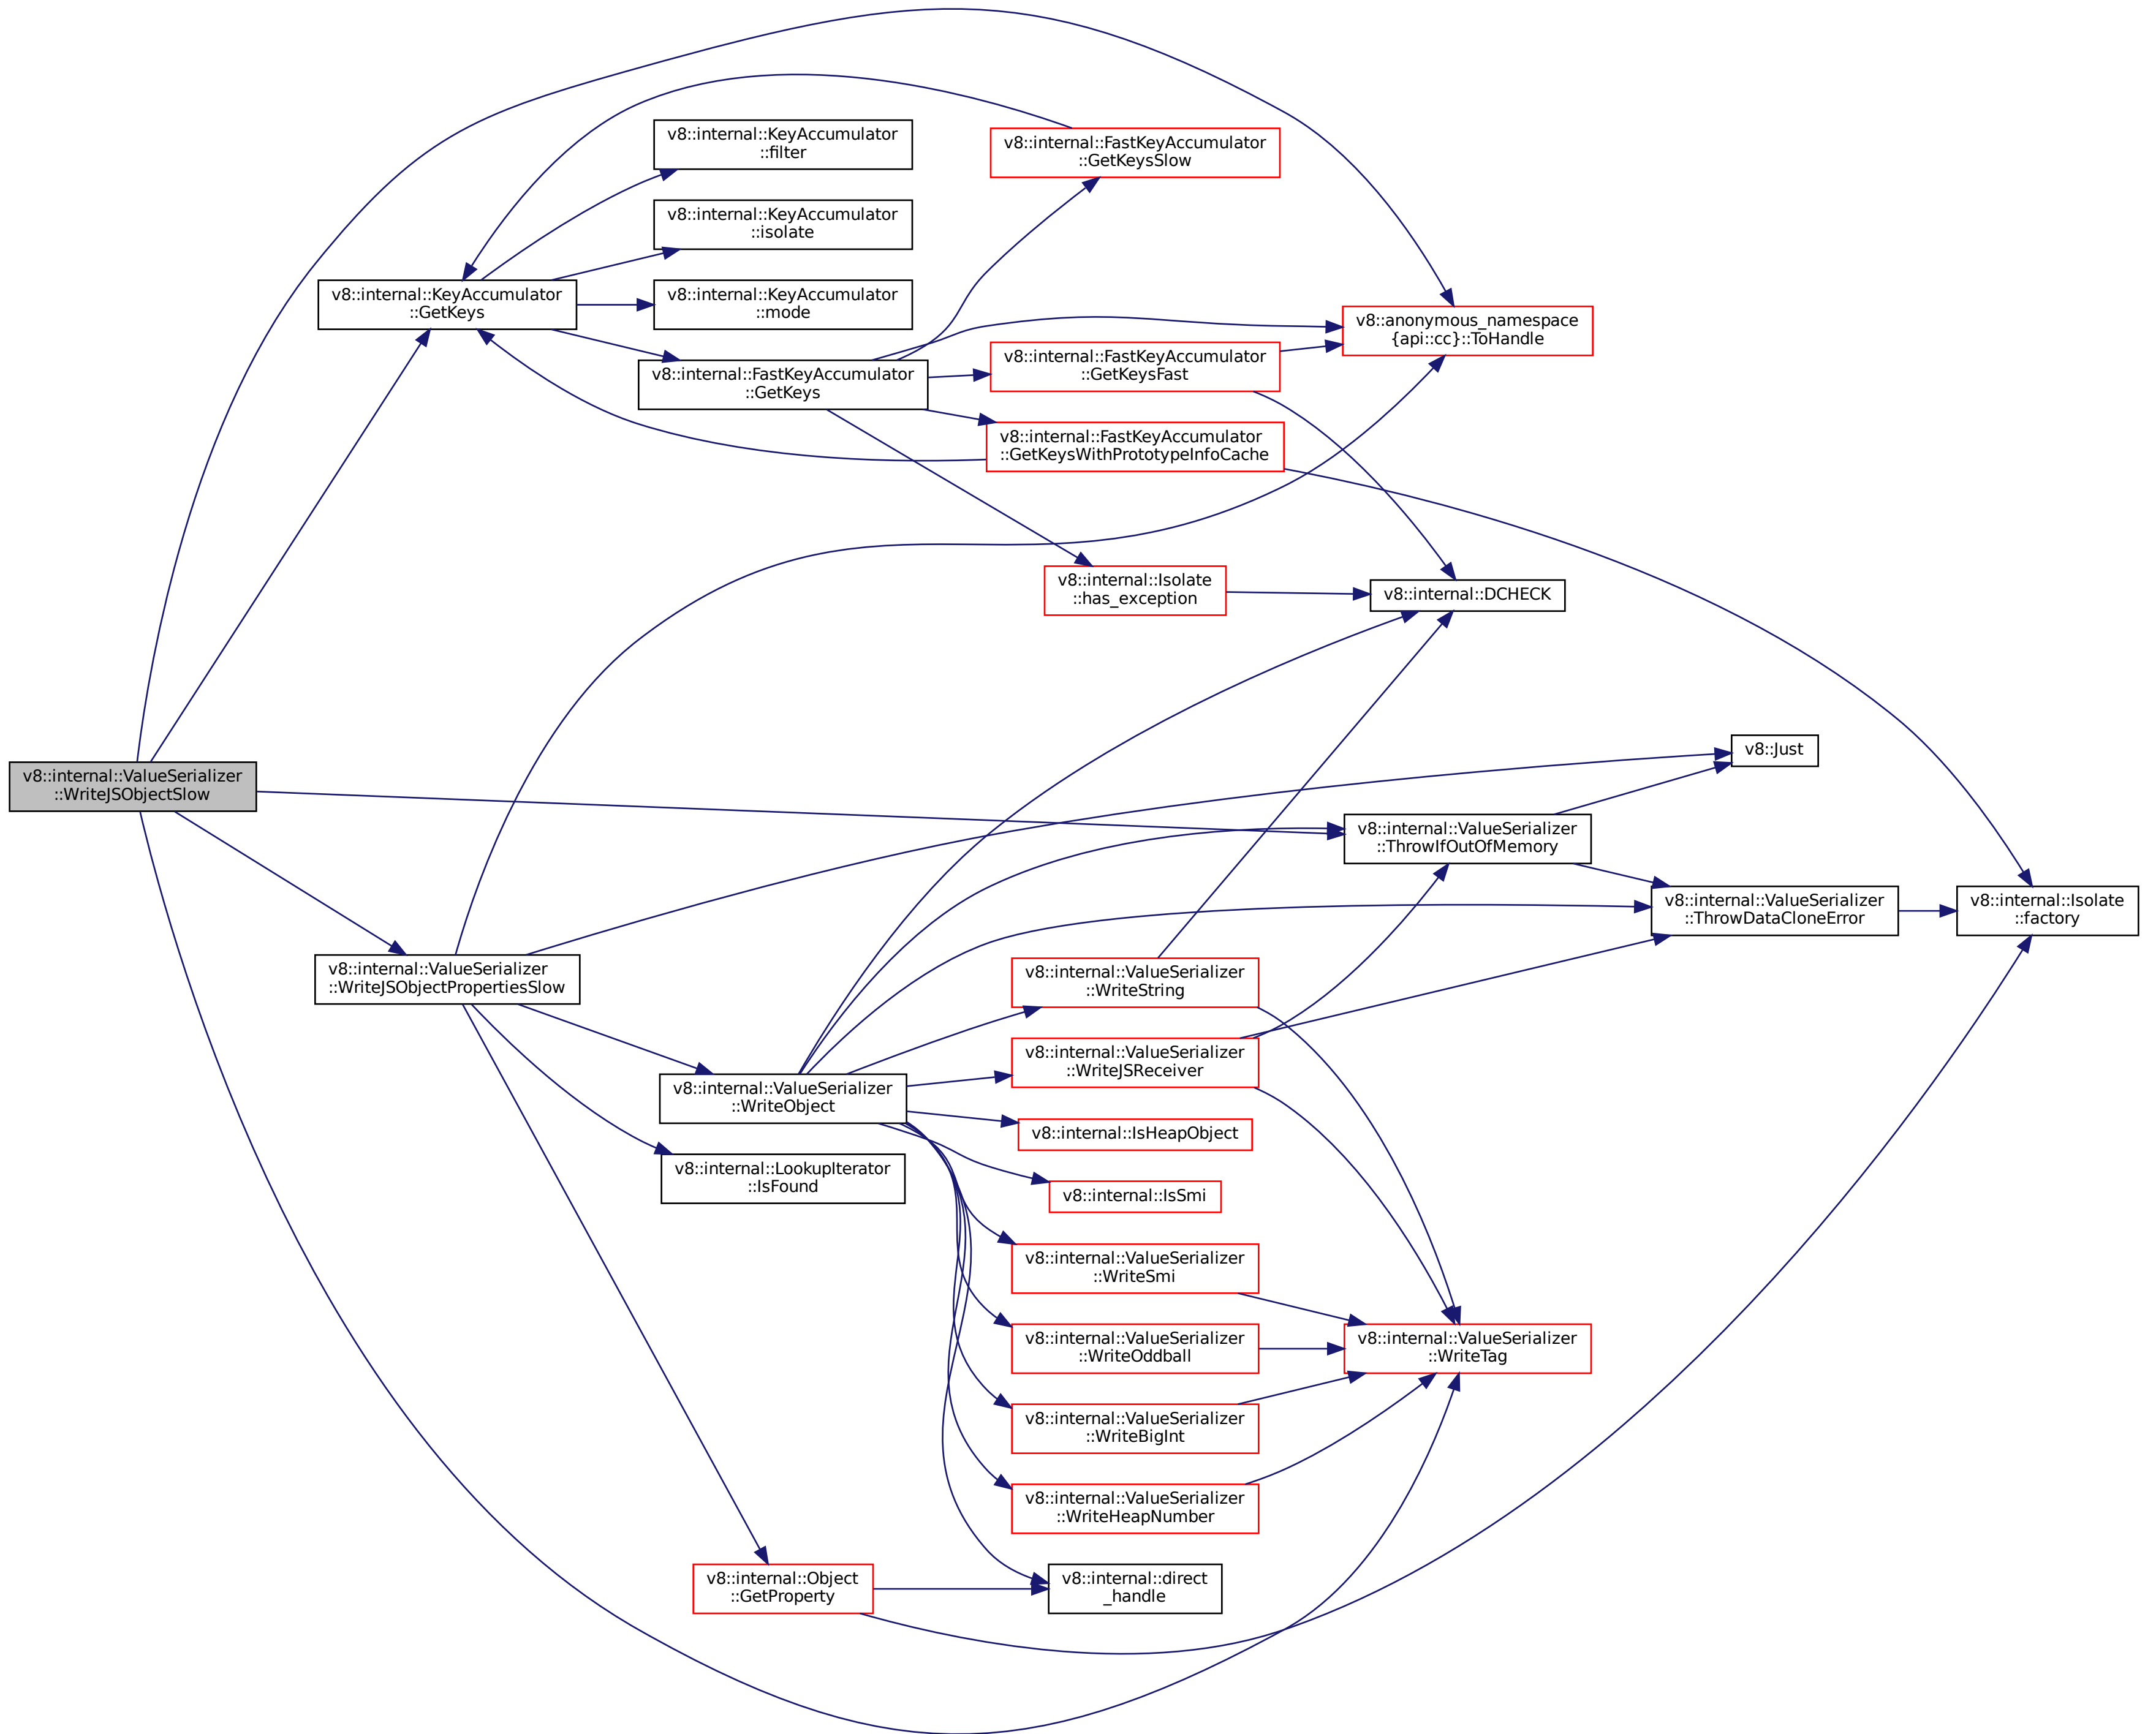 v8::internal::ValueSerializer
::WriteJSObjectSlow
v8::internal::KeyAccumulator
::GetKeys
v8::internal::ValueSerializer
::WriteJSObjectPropertiesSlow
v8::internal::KeyAccumulator
::filter
v8::internal::KeyAccumulator
::isolate
v8::internal::KeyAccumulator
::mode
v8::internal::FastKeyAccumulator
::GetKeys
v8::internal::ValueSerializer
::WriteObject
v8::internal::LookupIterator
::IsFound
v8::internal::Object
::GetProperty
v8::internal::FastKeyAccumulator
::GetKeysSlow
v8::internal::FastKeyAccumulator
::GetKeysFast
v8::internal::FastKeyAccumulator
::GetKeysWithPrototypeInfoCache
v8::internal::Isolate
::has_exception
v8::internal::ValueSerializer
::WriteString
v8::internal::ValueSerializer
::WriteJSReceiver
v8::internal::IsHeapObject
v8::internal::IsSmi
v8::internal::ValueSerializer
::WriteSmi
v8::internal::ValueSerializer
::WriteOddball
v8::internal::ValueSerializer
::WriteBigInt
v8::internal::ValueSerializer
::WriteHeapNumber
v8::internal::direct
_handle
v8::anonymous_namespace
{api::cc}::ToHandle
v8::internal::DCHECK
v8::internal::ValueSerializer
::ThrowIfOutOfMemory
v8::internal::ValueSerializer
::WriteTag
v8::Just
v8::internal::ValueSerializer
::ThrowDataCloneError
v8::internal::Isolate
::factory